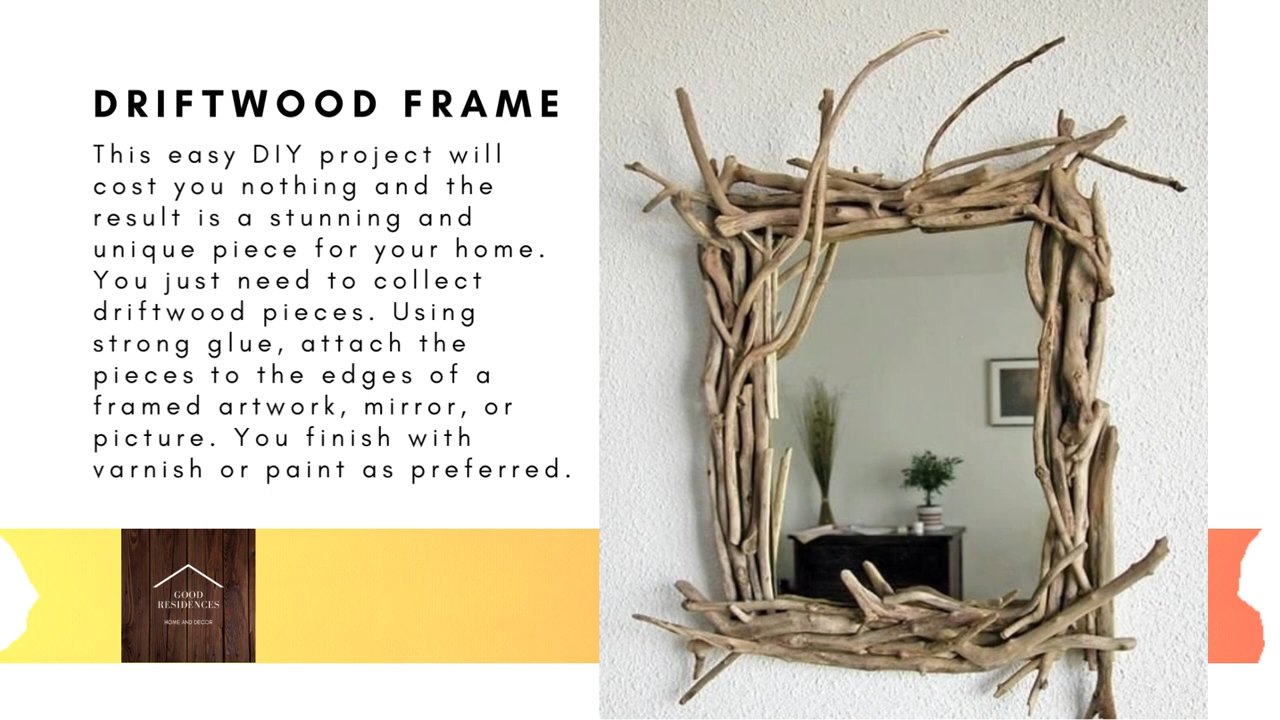 DRIFTWOOD FRAME
This easy DIY project will
cost you nothing and the
result is a stunning and
unique piece for your home.
You just need to collect
driftwood pieces. Using
strong glue, attach the
pieces to the edges of a
framed artwork, mirror, or
picture. You finish with
varnish or paint as preferred.
GOOD
RESIDENCES
HOME AND DECOR